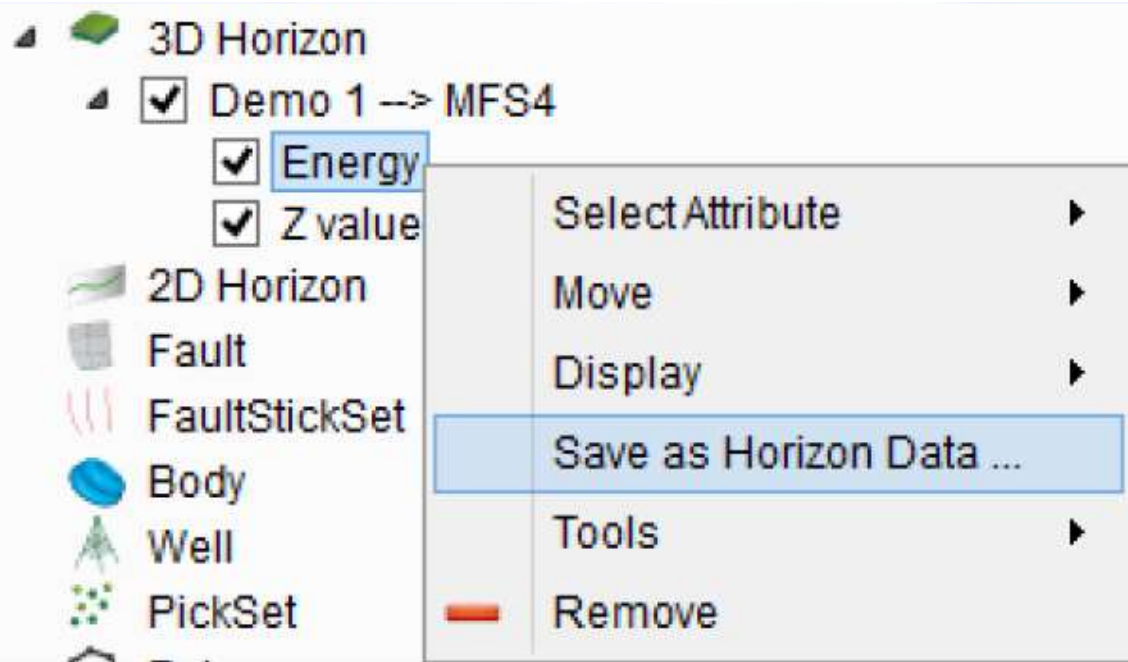 3D Horizon
Demo 1 --> MFS4
Energy
Z value
2D Horizon
Fault
FaultStickSet
Body
Well
PickSet
Select Attribute
Move
Display
Save as Horizon Data ...
Tools
Remove